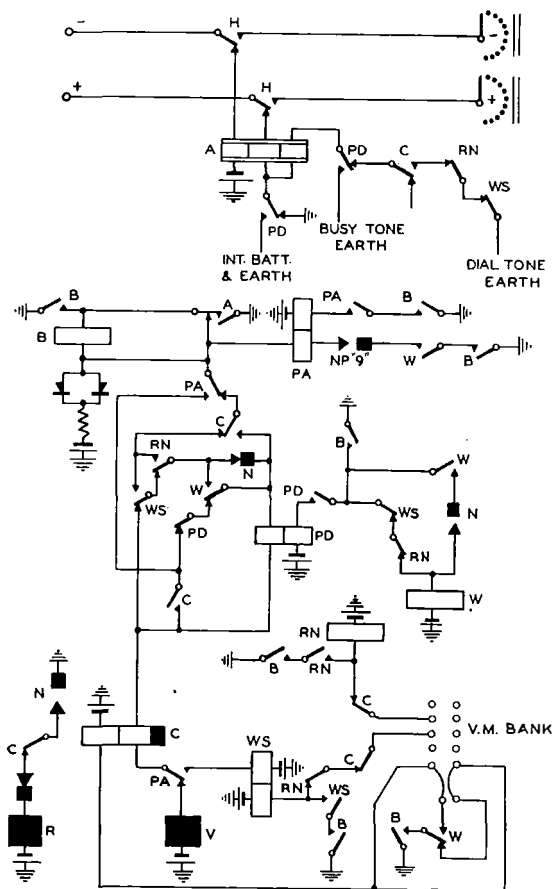 - H -
+ H +
A PD C RN
WS
PD
INT. BATT.
& EARTH
BUSY TONE
EARTH
DIAL TONE
EARTH
B A PA B
B
PA NP "9" W B
PA
C B W
RN N PD WS N
WS W
PD PD RN
C W
RN
B RN
N C
C V.M. BANK
C WS C
PA RN WS
B B W
R V